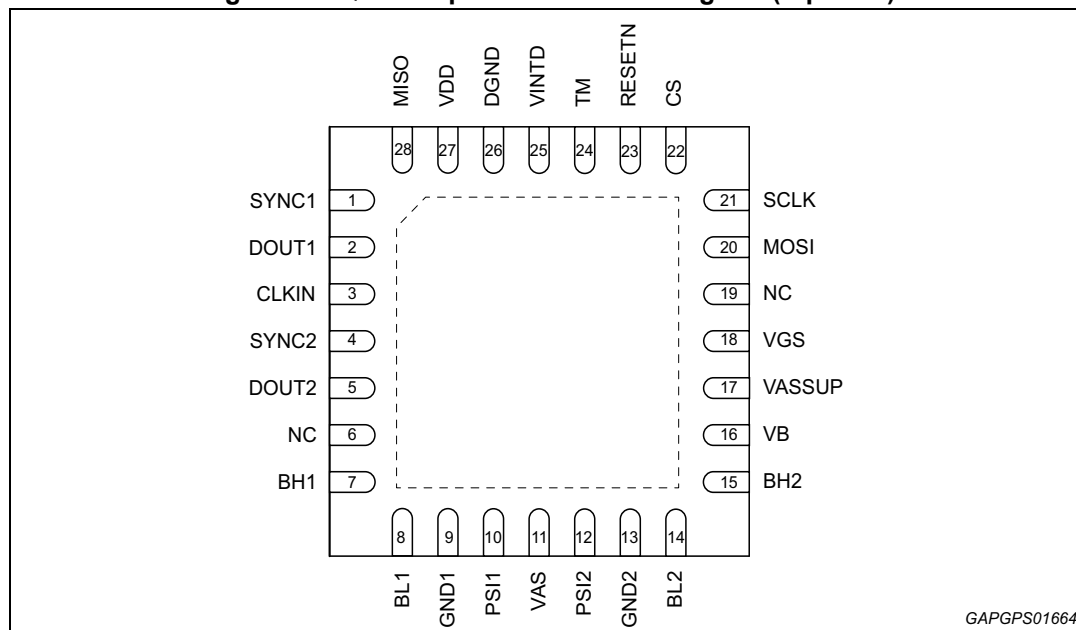 MISO
VDD
DGND
VINTD
TM
RESETN
CS
28
27
26
25
24
23
22
SYNC1 1
DOUT1 2
CLKIN 3
SYNC2 4
DOUT2 5
NC 6
BH1 7
21 SCLK
20 MOSI
19 NC
18 VGS
17 VASSUP
16 VB
15 BH2
8
9
10
11
12
13
14
BL1
GND1
PSI1
VAS
PSI2
GND2
BL2
GAPGPS01664